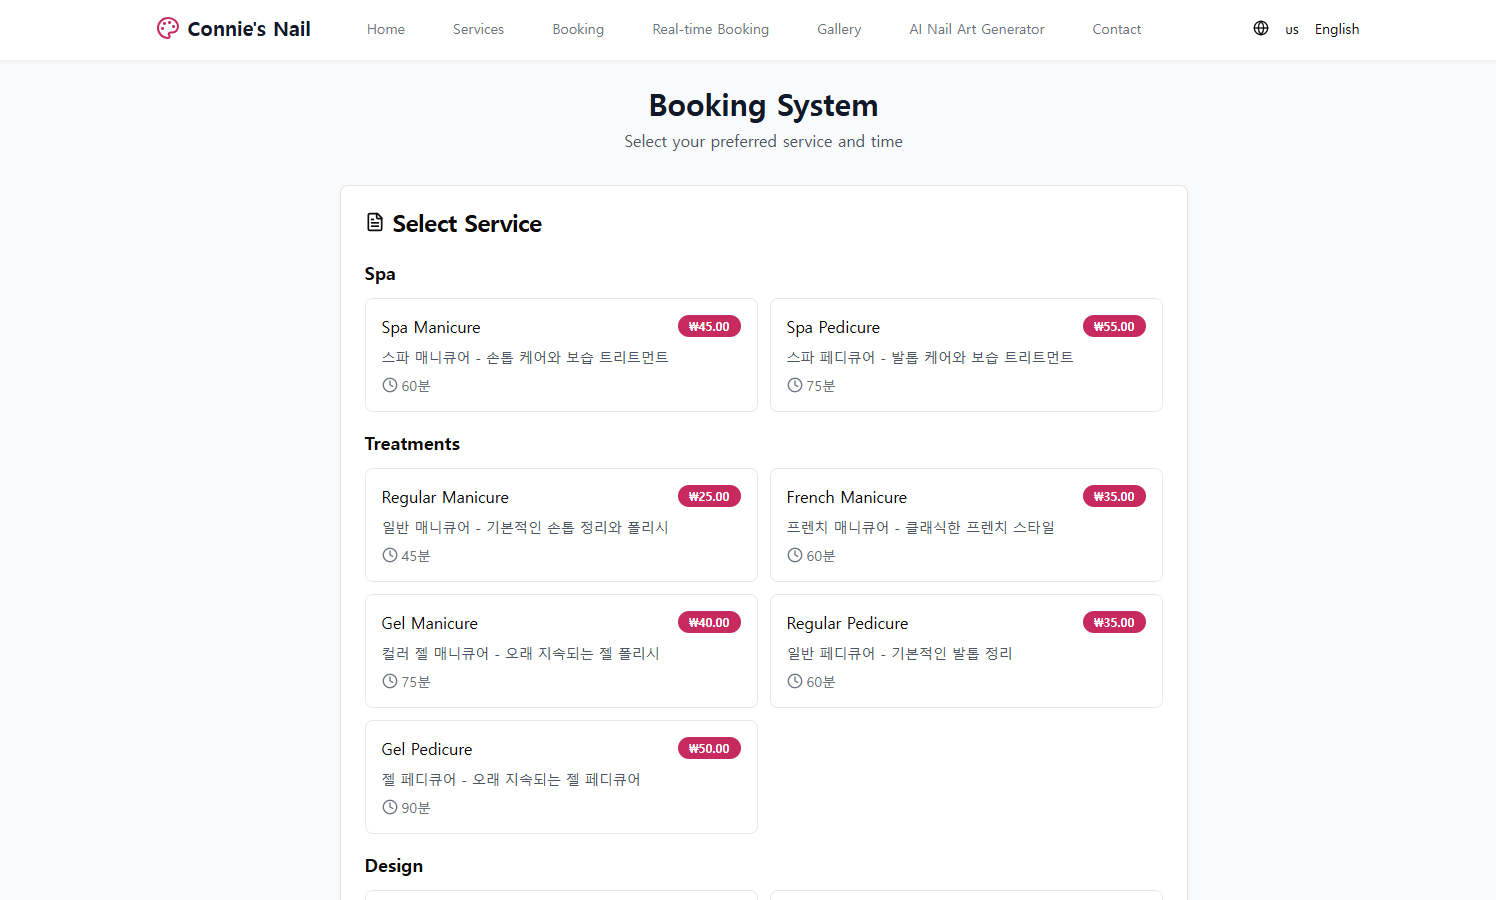 Connie's Nail
Home
Services
Booking
Real-time Booking
Gallery
AI Nail Art Generator
Contact
us
English
Booking System
Select your preferred service and time
Select Service
Spa
Spa Manicure
₩45.00
스파 매니큐어 - 손톱 케어와 보습 트리트먼트
60분
Spa Pedicure
₩55.00
스파 페디큐어 - 발톱 케어와 보습 트리트먼트
75분
Treatments
Regular Manicure
₩25.00
일반 매니큐어 - 기본적인 손톱 정리와 폴리시
45분
French Manicure
₩35.00
프렌치 매니큐어 - 클래식한 프렌치 스타일
60분
Gel Manicure
₩40.00
컬러 젤 매니큐어 - 오래 지속되는 젤 폴리시
75분
Regular Pedicure
₩35.00
일반 페디큐어 - 기본적인 발톱 정리
60분
Gel Pedicure
₩50.00
젤 페디큐어 - 오래 지속되는 젤 페디큐어
90분
Design